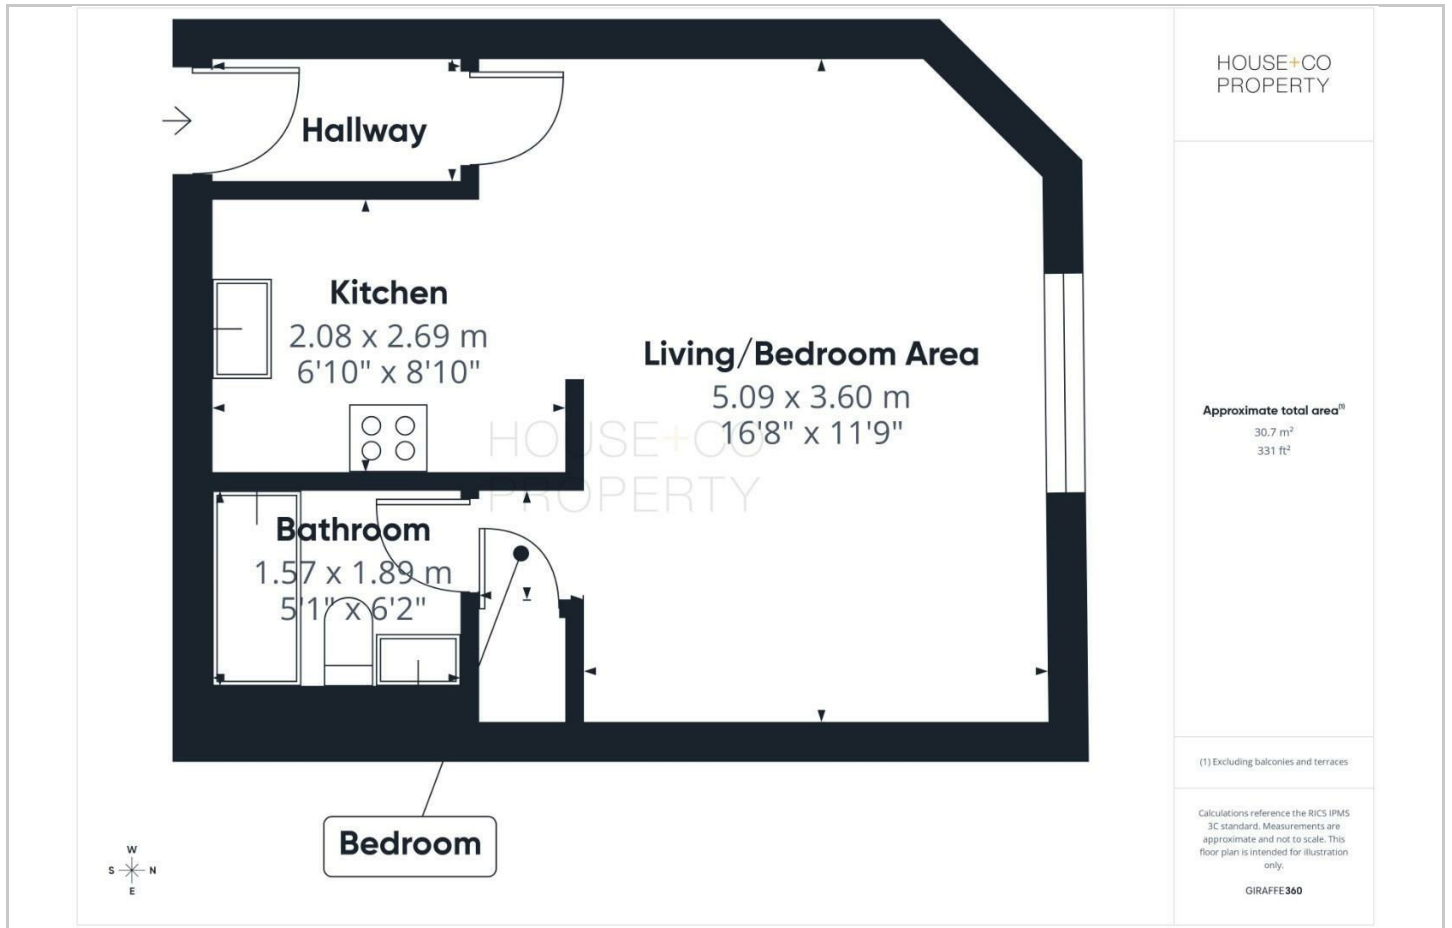 Hallway
Kitchen
2.08 x 2.69 m
6'10" x 8'10"
Living/Bedroom Area
5.09 x 3.60 m
16'8" x 11'9"
HOUSE+CO
PROPERTY
Bathroom
1.57 x 1.89 m
5'1" x 6'2"
Bedroom
W
S N
E
HOUSE+CO
PROPERTY
Approximate total area(1)
30.7 m²
331 ft²
(1) Excluding balconies and terraces
Calculations reference the RICS IPMS
3C standard. Measurements are
approximate and not to scale. This
floor plan is intended for illustration
only.
GIRAFFE360